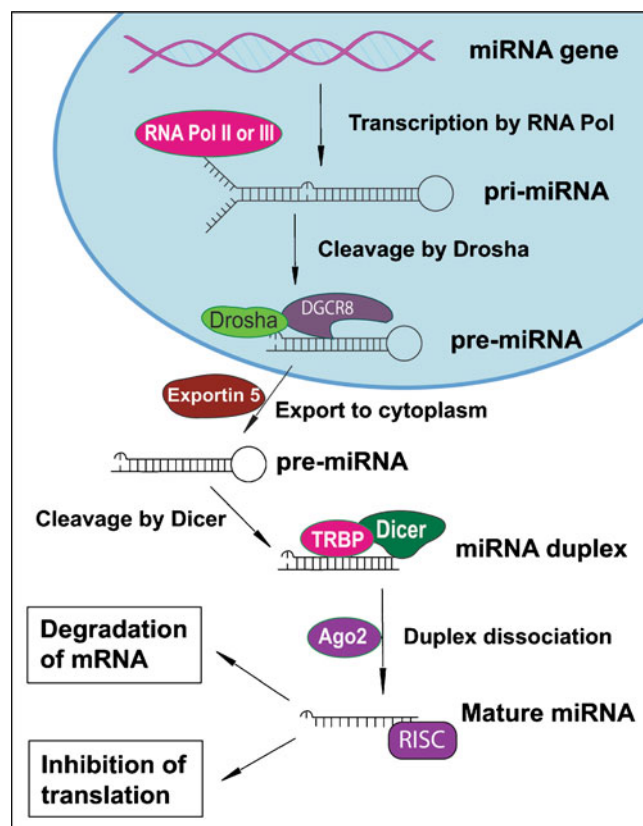 miRNA gene
RNA Pol II or III
Transcription by RNA Pol
pri-miRNA
Cleavage by Drosha
DGCR8
Drosha
pre-miRNA
Exportin 5
Export to cytoplasm
pre-miRNA
Cleavage by Dicer
TRBP
Dicer
miRNA duplex
Ago2
Duplex dissociation
Degradation
of mRNA
Mature miRNA
RISC
Inhibition of
translation